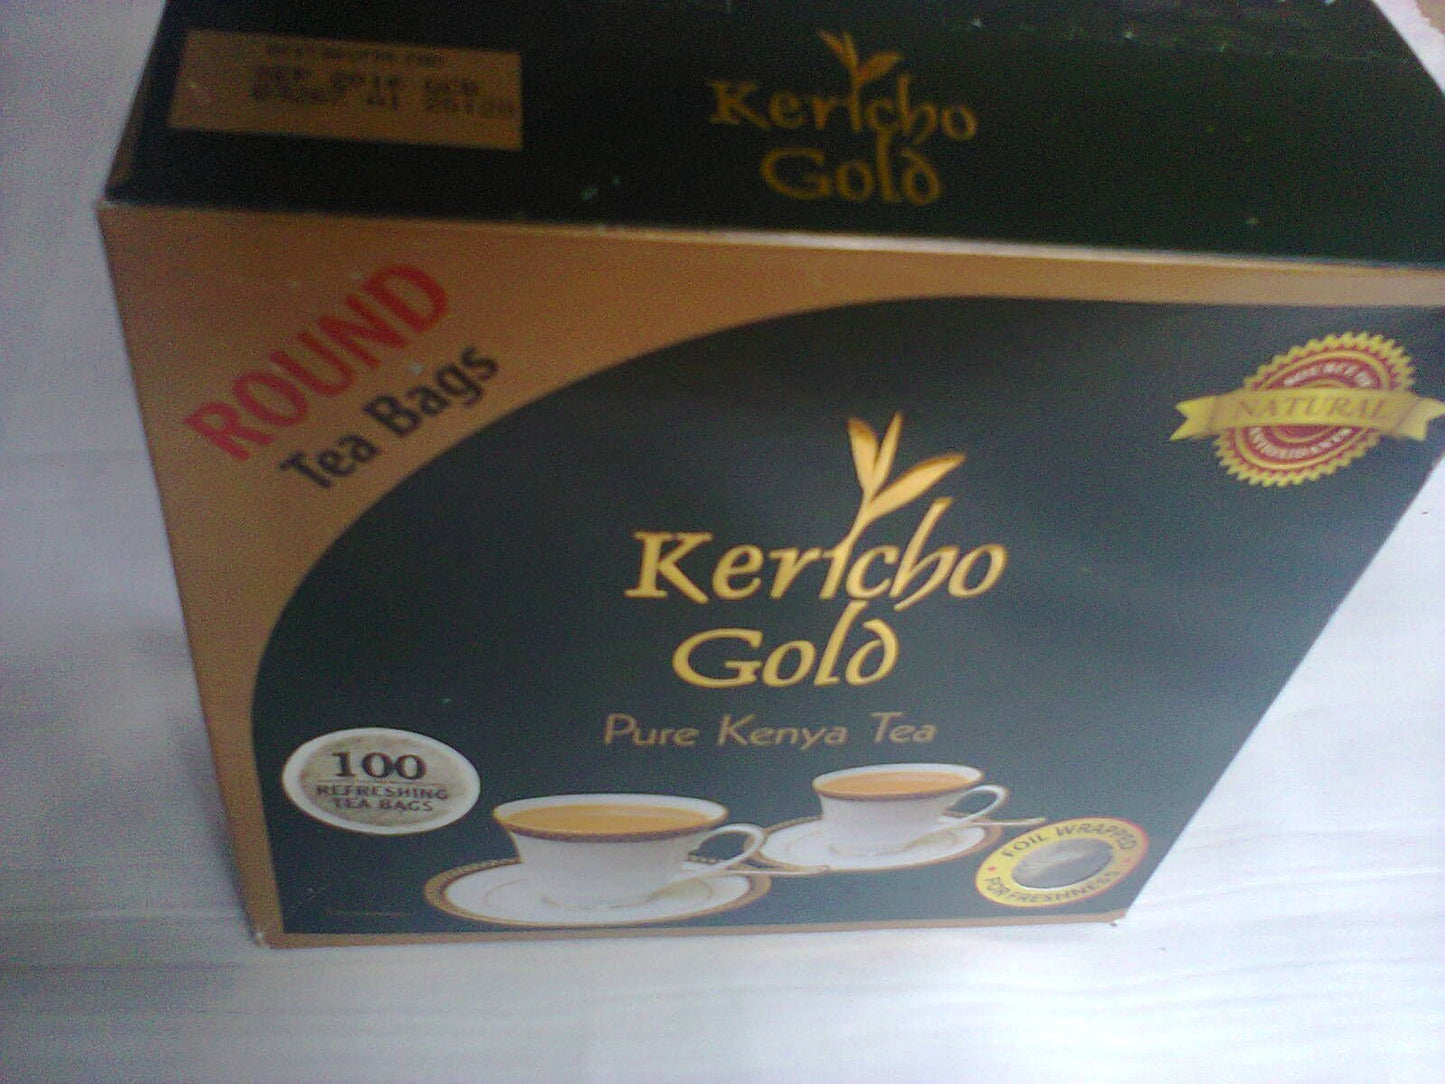 Kericho
Gold
ROUND
Tea Bags
NATURAL
Kericho
Gold
Pure Kenya Tea
100
REFRESHING
TEA BAGS
FOIL WRAPPED
FOR FRESHNESS